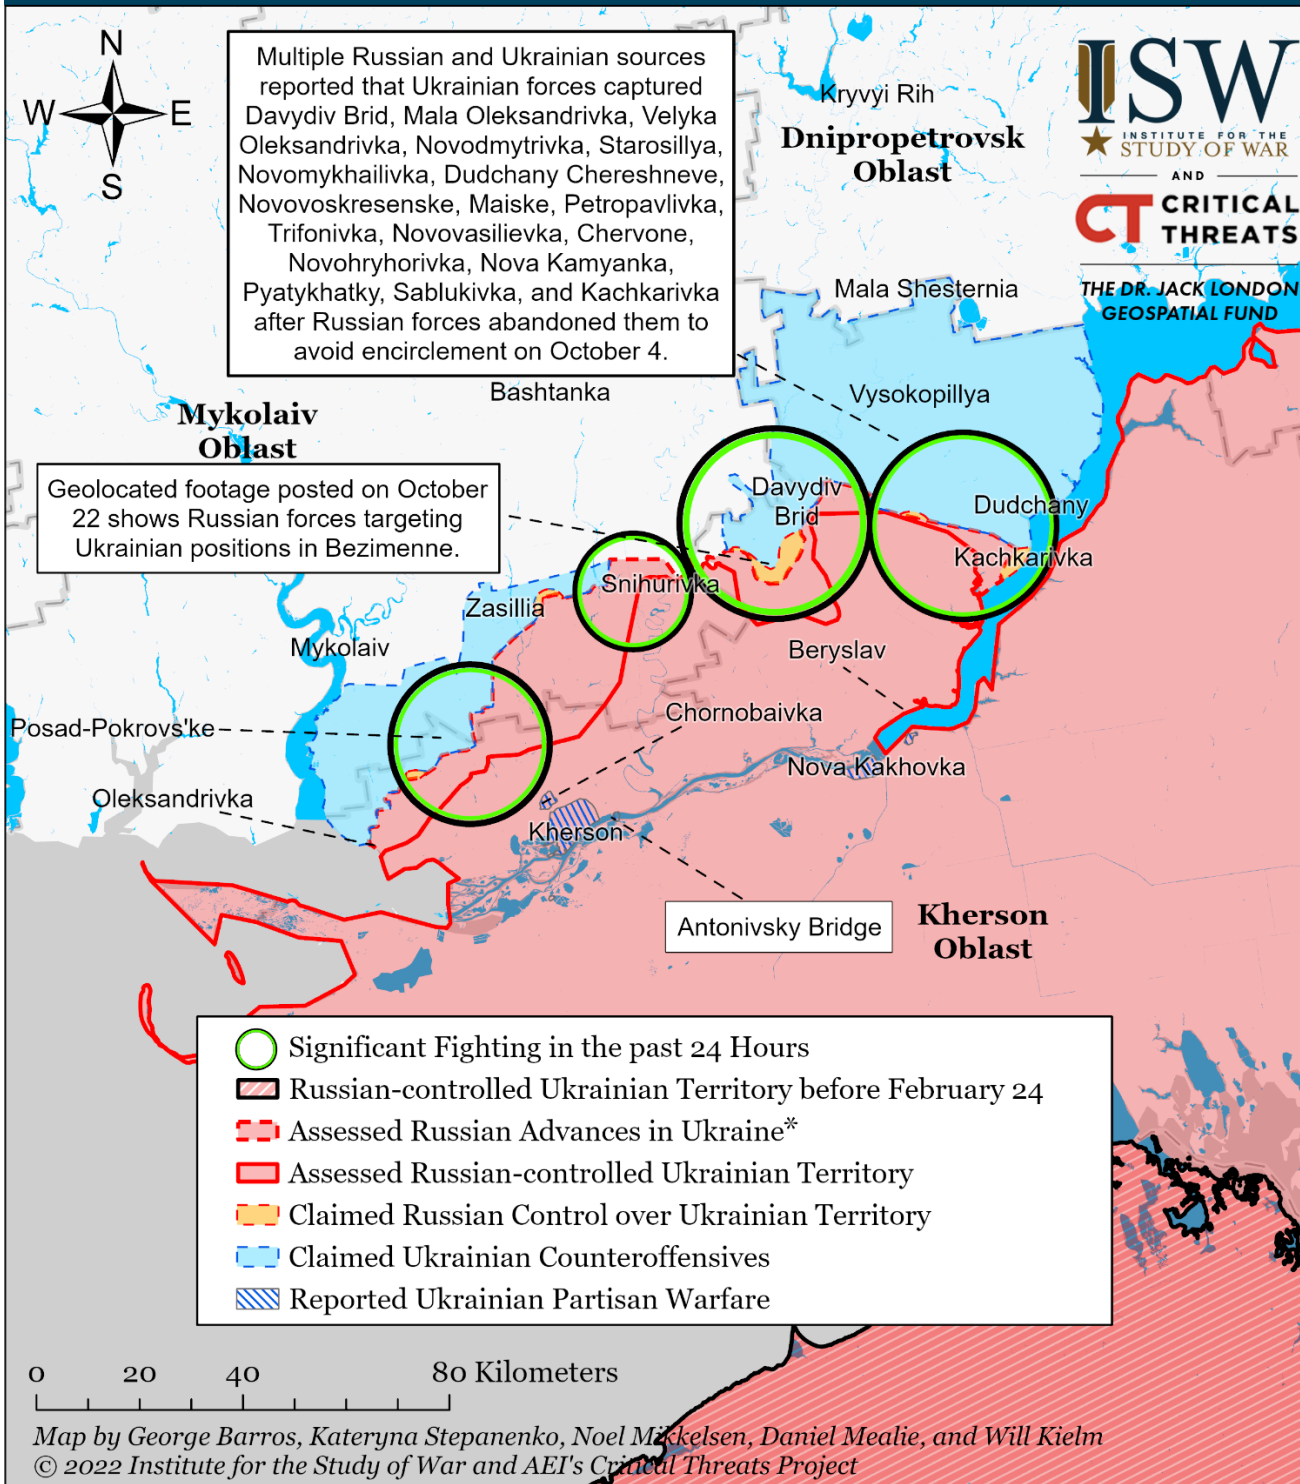 N
W
E
S
Multiple Russian and Ukrainian sources
reported that Ukrainian forces captured
Davydiv Brid, Mala Oleksandrivka, Velyka
Oleksandrivka, Novodmytrivka, Starosillya,
Novomykhailivka, Dudchany Chereshneve,
Novovoskresenske, Maiske, Petropavlivka,
Trifonivka, Novovasilievka, Chervone,
Novohryhorivka, Nova Kamyanka,
Pyatykhatky, Sablukivka, and Kachkarivka
after Russian forces abandoned them to
avoid encirclement on October 4.
Kryvyi Rih
Dnipropetrovsk
Oblast
ISW
INSTITUTE FOR THE
STUDY OF WAR
AND
CT CRITICAL
THREATS
THE DR. JACK LONDON
GEOSPATIAL FUND
Mala Shesternia
Bashtanka
Vysokopillya
Mykolaiv
Oblast
Geolocated footage posted on October
22 shows Russian forces targeting
Ukrainian positions in Bezimenne.
Davydiv
Brid
Dudchany
Kachkarivka
Snihurivka
Zasillia
Mykolaiv
Beryslav
Chornobaivka
Posad-Pokrovs'ke
Nova Kakhovka
Oleksandrivka
Kherson
Antonivsky Bridge
Kherson
Oblast
Significant Fighting in the past 24 Hours
Russian-controlled Ukrainian Territory before February 24
Assessed Russian Advances in Ukraine*
Assessed Russian-controlled Ukrainian Territory
Claimed Russian Control over Ukrainian Territory
Claimed Ukrainian Counteroffensives
Reported Ukrainian Partisan Warfare
0 20 40 80 Kilometers
Map by George Barros, Kateryna Stepanenko, Noel Mikkelsen, Daniel Mealie, and Will Kielm
© 2022 Institute for the Study of War and AEI's Critical Threats Project